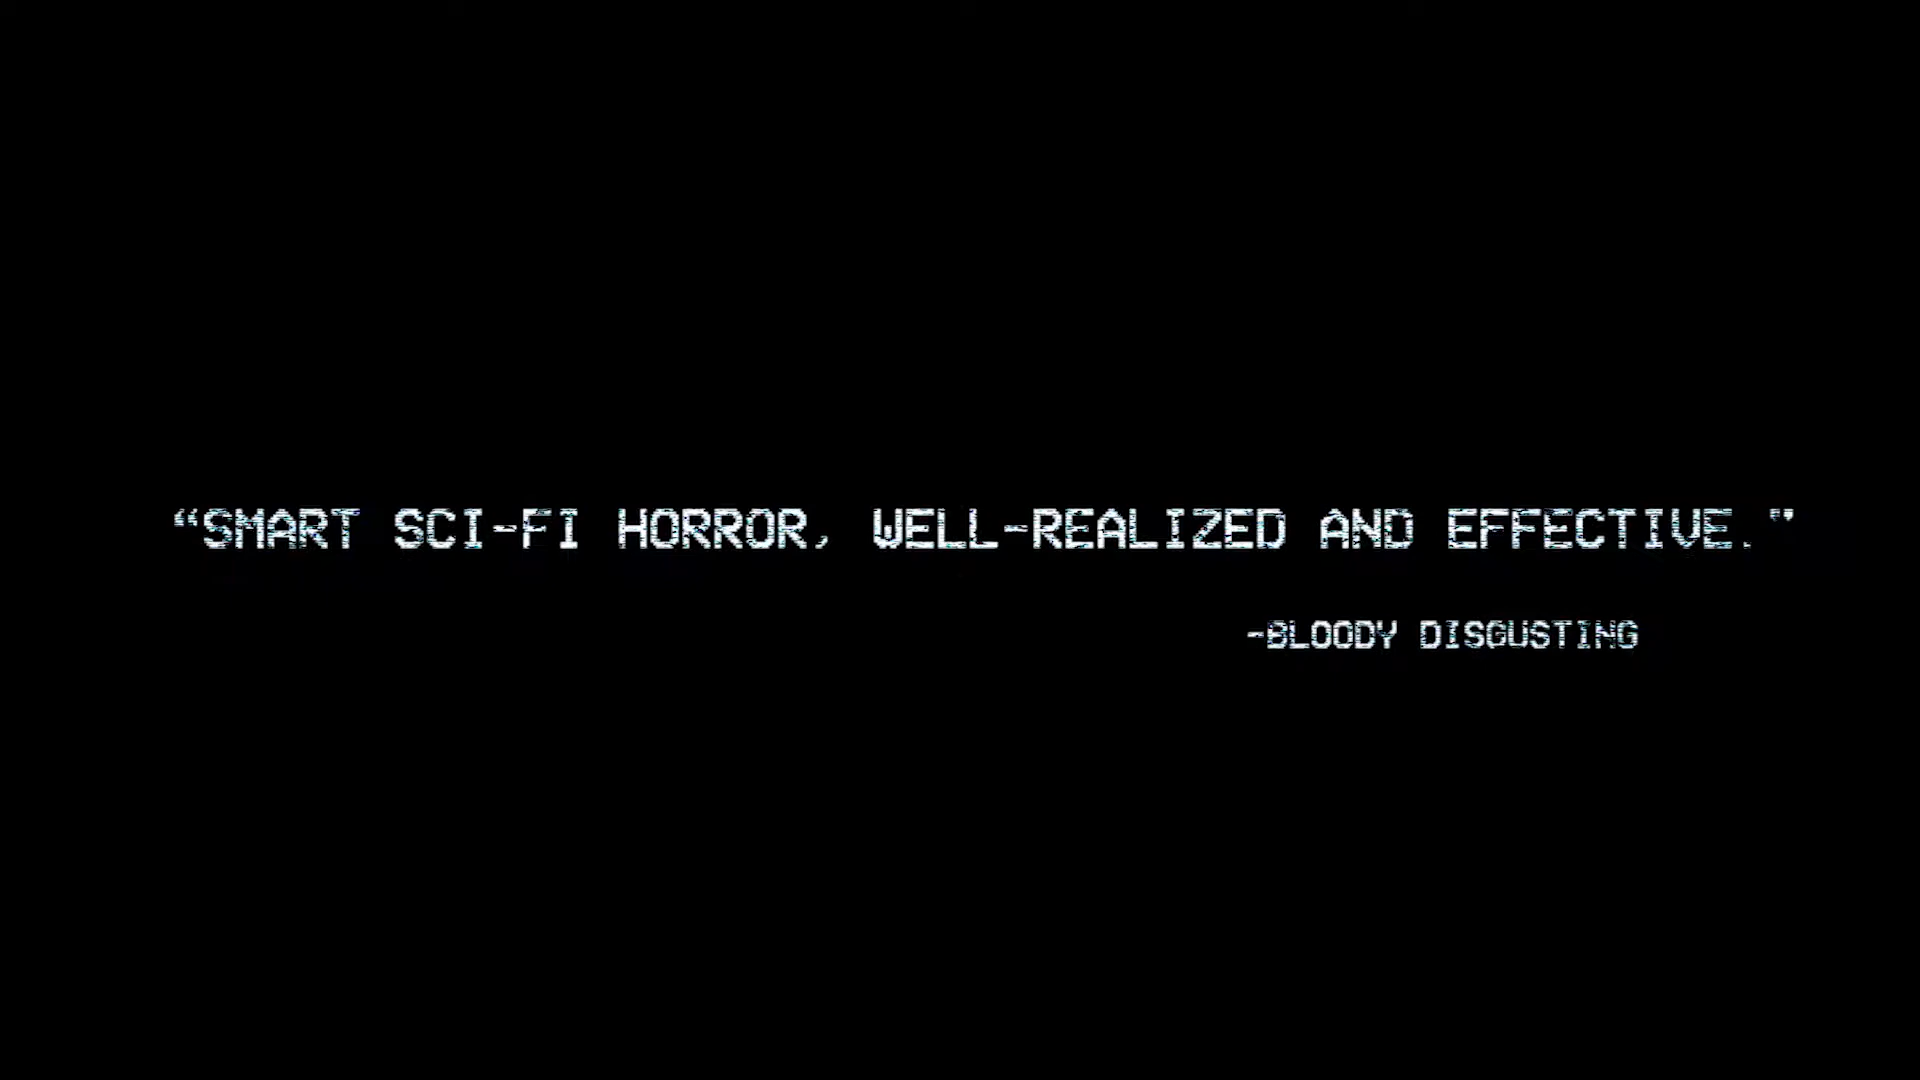 “SMART SCI-FI HORROR, WELL-REALIZED AND EFFECTIVE.”
-BLOODY DISGUSTING